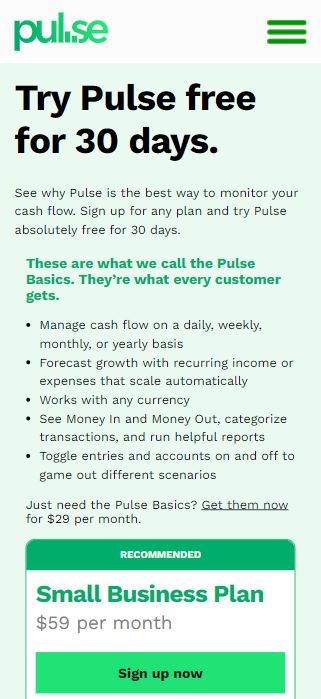 pulse
Try Pulse free
for 30 days.
See why Pulse is the best way to monitor your
cash flow. Sign up for any plan and try Pulse
absolutely free for 30 days.
These are what we call the Pulse
Basics. They’re what every customer
gets.
• Manage cash flow on a daily, weekly,
monthly, or yearly basis
• Forecast growth with recurring income or
expenses that scale automatically
• Works with any currency
• See Money In and Money Out, categorize
transactions, and run helpful reports
• Toggle entries and accounts on and off to
game out different scenarios
Just need the Pulse Basics? Get them now
for $29 per month.
RECOMMENDED
Small Business Plan
$59 per month
Sign up now